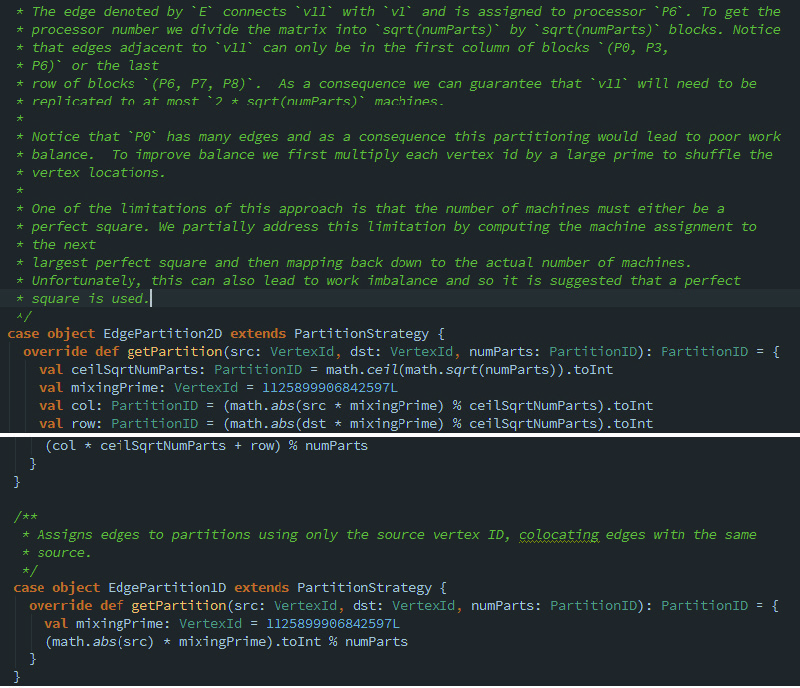 * The edge denoted by `E` connects `v11` with `v1` and is assigned to processor `P6`. To get the
* processor number we divide the matrix into `sqrt(numParts)` by `sqrt(numParts)` blocks. Notice
* that edges adjacent to `v11` can only be in the first column of blocks `(P0, P3,
* P6)` or the last
* row of blocks `(P6, P7, P8)`.  As a consequence we can guarantee that `v11` will need to be
* replicated to at most `2 * sqrt(numParts)` machines.
*
* Notice that `P0` has many edges and as a consequence this partitioning would lead to poor work
* balance.  To improve balance we first multiply each vertex id by a large prime to shuffle the
* vertex locations.
*
* One of the limitations of this approach is that the number of machines must either be a
* perfect square. We partially address this limitation by computing the machine assignment to
* the next
* largest perfect square and then mapping back down to the actual number of machines.
* Unfortunately, this can also lead to work imbalance and so it is suggested that a perfect
* square is used.
*/
case object EdgePartition2D extends PartitionStrategy {
override def getPartition(src: VertexId, dst: VertexId, numParts: PartitionID): PartitionID = {
val ceilSqrtNumParts: PartitionID = math.ceil(math.sqrt(numParts)).toInt
val mixingPrime: VertexId = 1125899906842597L
val col: PartitionID = (math.abs(src * mixingPrime) % ceilSqrtNumParts).toInt
val row: PartitionID = (math.abs(dst * mixingPrime) % ceilSqrtNumParts).toInt
(col * ceilSqrtNumParts + row) % numParts
}
}
/**
* Assigns edges to partitions using only the source vertex ID, colocating edges with the same
* source.
*/
case object EdgePartition1D extends PartitionStrategy {
override def getPartition(src: VertexId, dst: VertexId, numParts: PartitionID): PartitionID = {
val mixingPrime: VertexId = 1125899906842597L
(math.abs(src) * mixingPrime).toInt % numParts
}
}